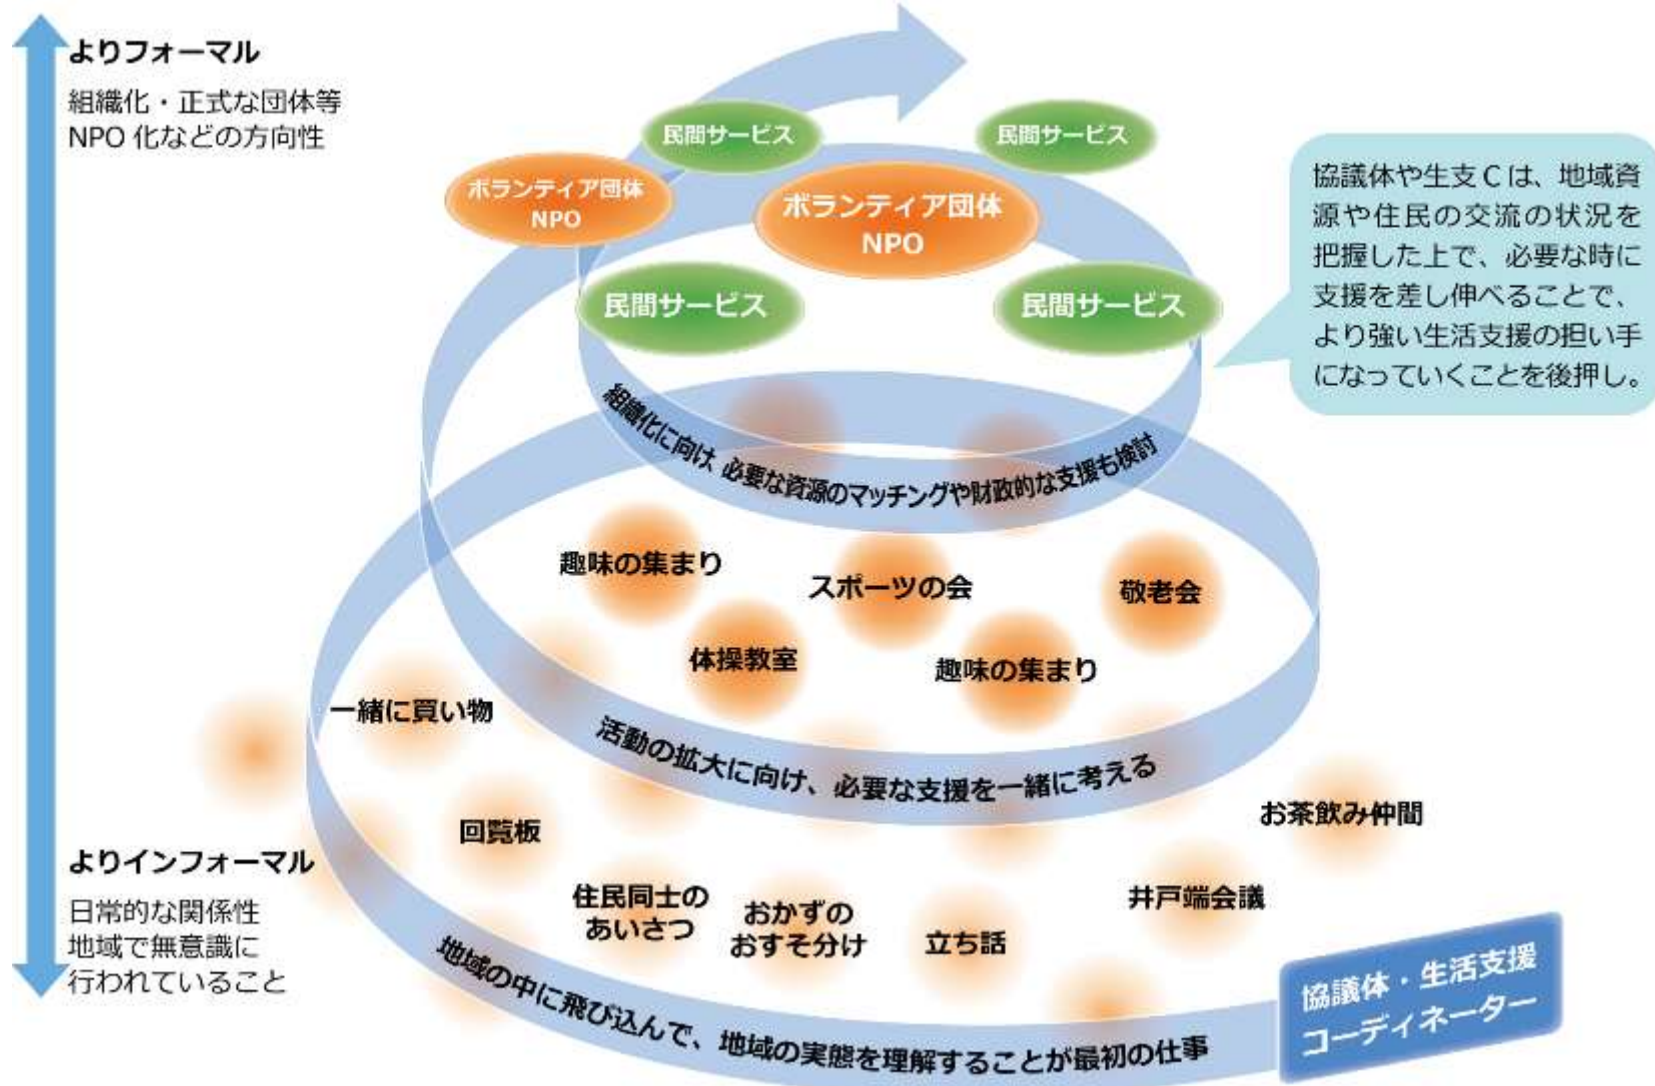 よりフォーマル
組織化・正式な団体等
NPO 化などの方向性
民間サービス
民間サービス
ボランティア団体
NPO
ボランティア団体
NPO
民間サービス
民間サービス
協議体や生支Cは、地域資
源や住民の交流の状況を
把握した上で、必要な時に
支援を差し伸べることで、
より強い生活支援の担い手
になっていくことを後押し。
組織化に向け、必要な資源のマッチングや財政的な支援も検討
趣味の集まり
スポーツの会
敬老会
体操教室
趣味の集まり
一緒に買い物
活動の拡大に向け、必要な支援を一緒に考える
お茶飲み仲間
回覧板
よりインフォーマル
日常的な関係性
地域で無意識に
行われていること
住民同士の
あいさつ
おかずの
おすそ分け
立ち話
井戸端会議
地域の中に飛び込んで、地域の実態を理解することが最初の仕事
協議体・生活支援
コーディネーター